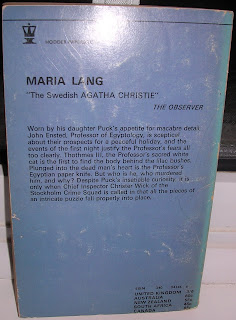 HODDER PAPERBACKS
MARIA LANG
"The Swedish AGATHA CHRISTIE"
THE OBSERVER
Worn by his daughter Puck's appetite for macabre detail,
John Ensted, Professor of Egyptology, is sceptical
about their prospects for a peaceful holiday, and the
events of the first night justify the Professor's fears all
too clearly. Thothmes III, the Professor's sacred white
cat is the first to find the body behind the lilac bushes.
Plunged into the dead man's heart is the Professor's
Egyptian paper knife. But who is he, who murdered
him, and why? Despite Puck's insatiable curiosity, it is
only when Chief Inspector Christer Wick of the
Stockholm Crime Squad is called in that all the pieces of
an intricate puzzle fall properly into place.
UNITED KINGDOM
AUSTRALIA
NEW ZEALAND
SOUTH AFRICA
CANADA